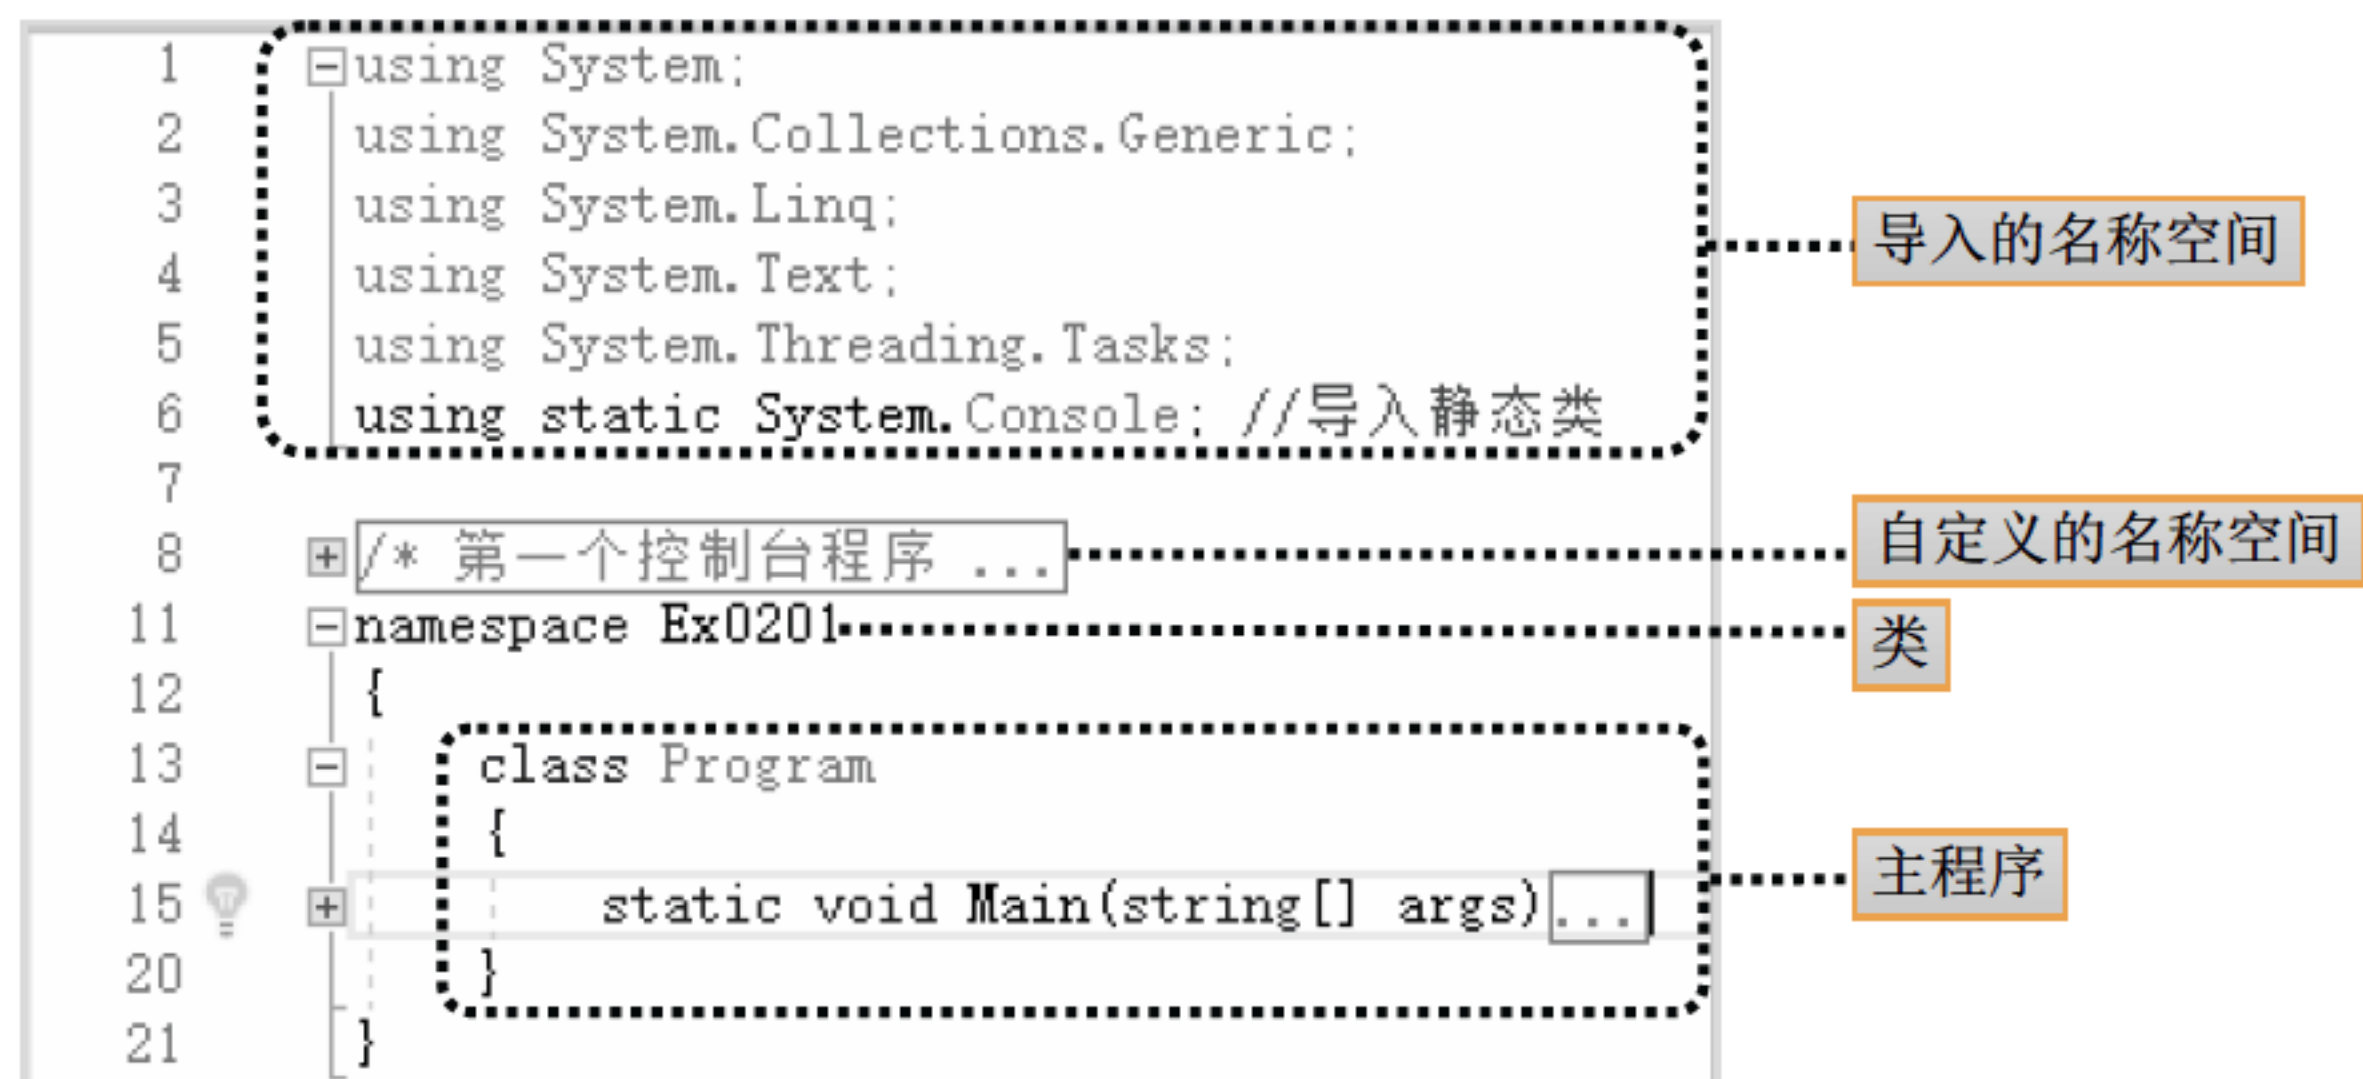 1 using System;
2 using System.Collections.Generic;
3 using System.Linq;
导入的名称空间
4 using System.Text;
5 using System.Threading.Tasks;
6 using static System.Console; //导入静态类
7
8 /* 第一个控制台程序 ...
自定义的名称空间
11 namespace Ex0201
类
12 {
13 class Program
14 {
15 static void Main(string[] args)...
主程序
20 }
21 }